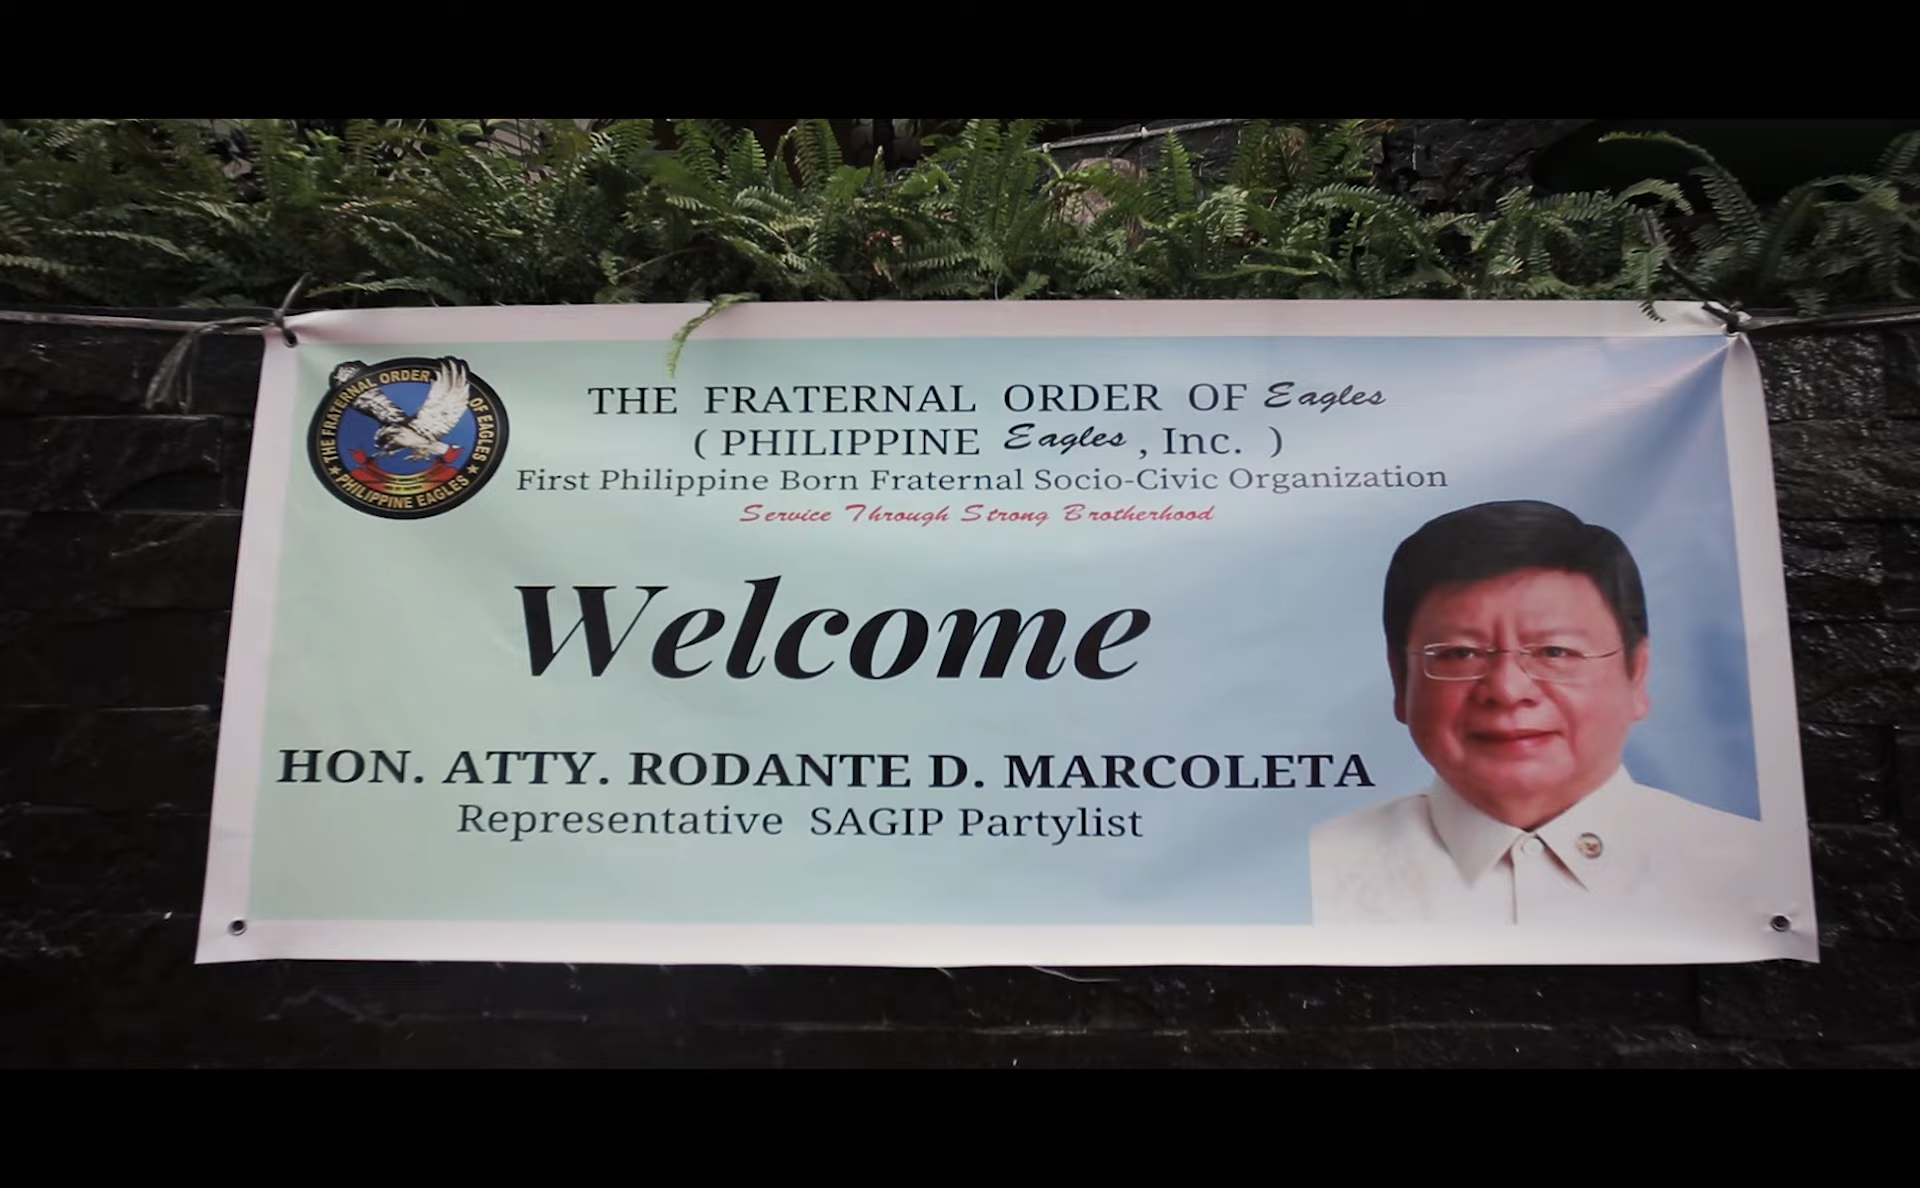 THE FRATERNAL ORDER OF EAGLES
PHILIPPINE EAGLES
THE FRATERNAL ORDER OF Eagles
( PHILIPPINE Eagles , Inc. )
First Philippine Born Fraternal Socio-Civic Organization
Service Through Strong Brotherhood
Welcome
HON. ATTY. RODANTE D. MARCOLETA
Representative SAGIP Partylist